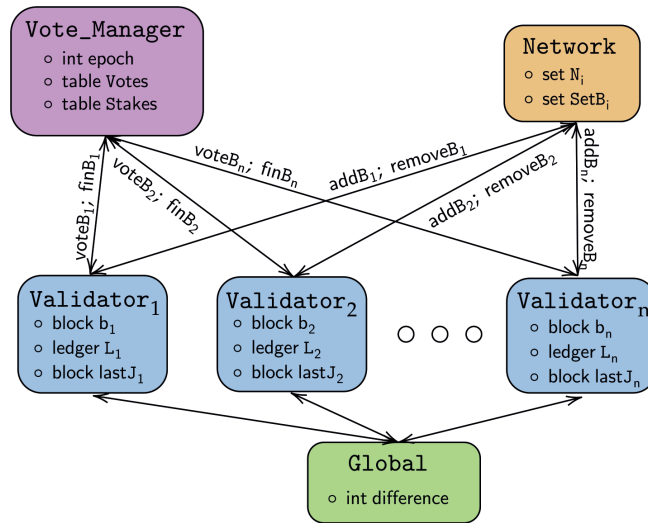 Vote_Manager
○ int epoch
○ table Votes
○ table Stakes
Network
○ set N_i
○ set SetB_i
voteB_1; finB_1
voteB_2; finB_2
voteB_n; finB_n
addB_1; removeB_1
addB_2; removeB_2
addB_n; removeB_n
Validator_1
○ block b_1
○ ledger L_1
○ block lastJ_1
Validator_2
○ block b_2
○ ledger L_2
○ block lastJ_2
Validator_n
○ block b_n
○ ledger L_n
○ block lastJ_n
Global
○ int difference